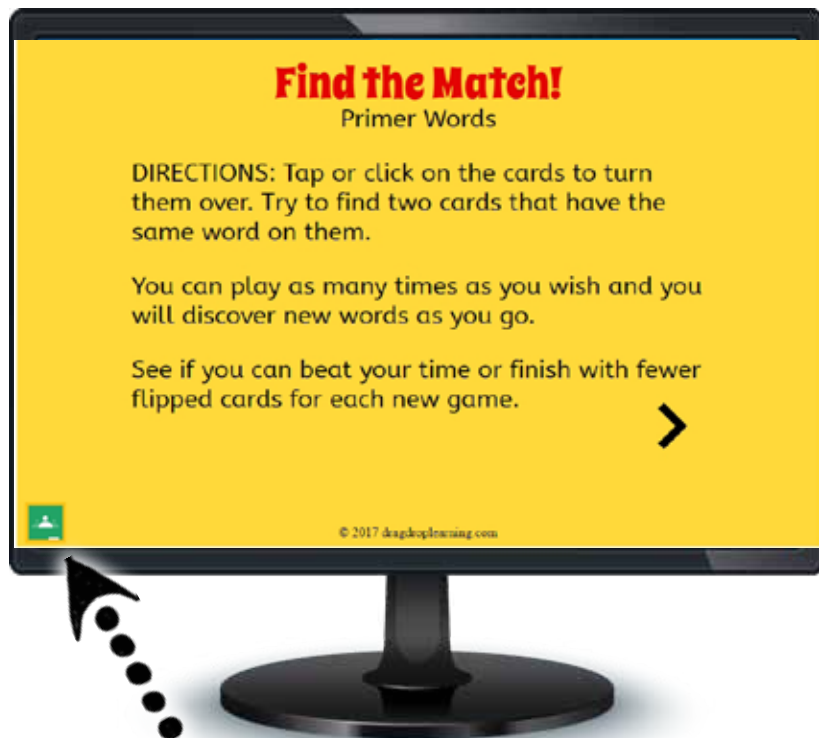 Find the Match!
Primer Words
DIRECTIONS: Tap or click on the cards to turn
them over. Try to find two cards that have the
same word on them.
You can play as many times as you wish and you
will discover new words as you go.
See if you can beat your time or finish with fewer
flipped cards for each new game.
© 2017 dragdroplearning.com